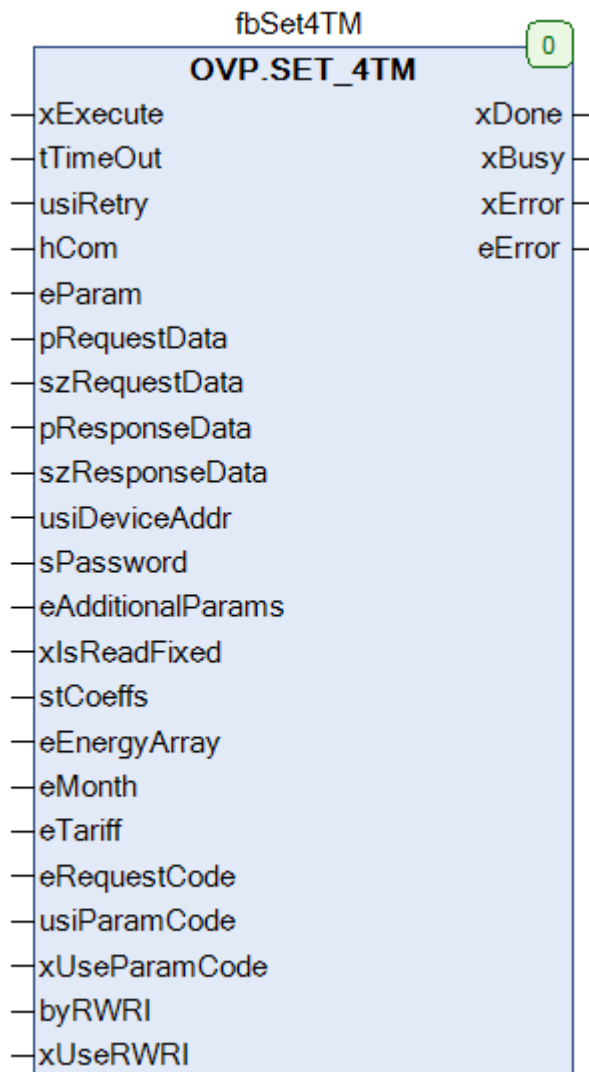 fbSet4TM
0
OVP.SET_4TM
xExecute xDone
tTimeOut xBusy
usiRetry xError
hCom eError
eParam
pRequestData
szRequestData
pResponseData
szResponseData
usiDeviceAddr
sPassword
eAdditionalParams
xIsReadFixed
stCoeffs
eEnergyArray
eMonth
eTariff
eRequestCode
usiParamCode
xUseParamCode
byRWRI
xUseRWRI